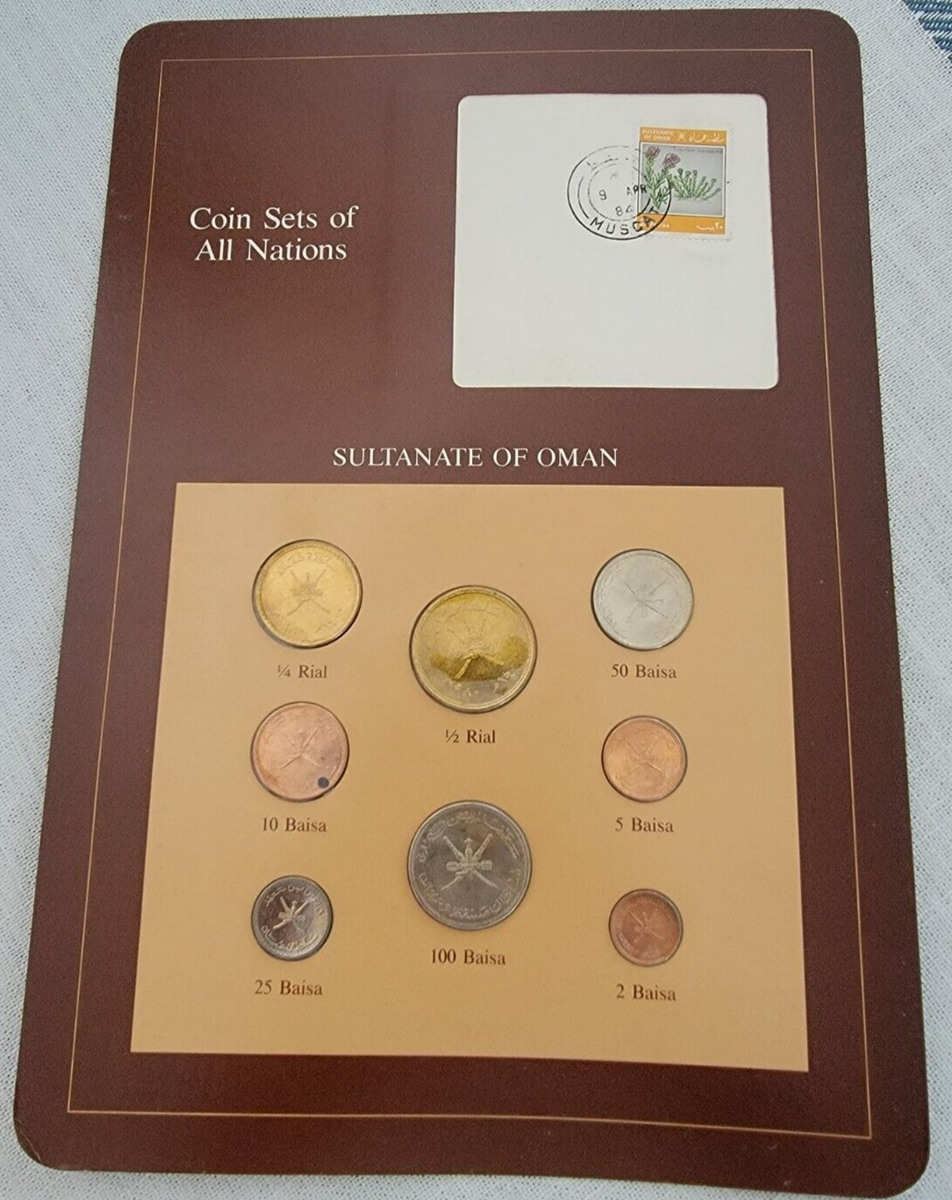 Coin Sets of
All Nations
SULTANATE
OF OMAN
9 APR
84
MUSCAT
SULTANATE OF OMAN
¼ Rial
½ Rial
50 Baisa
10 Baisa
5 Baisa
25 Baisa
100 Baisa
2 Baisa